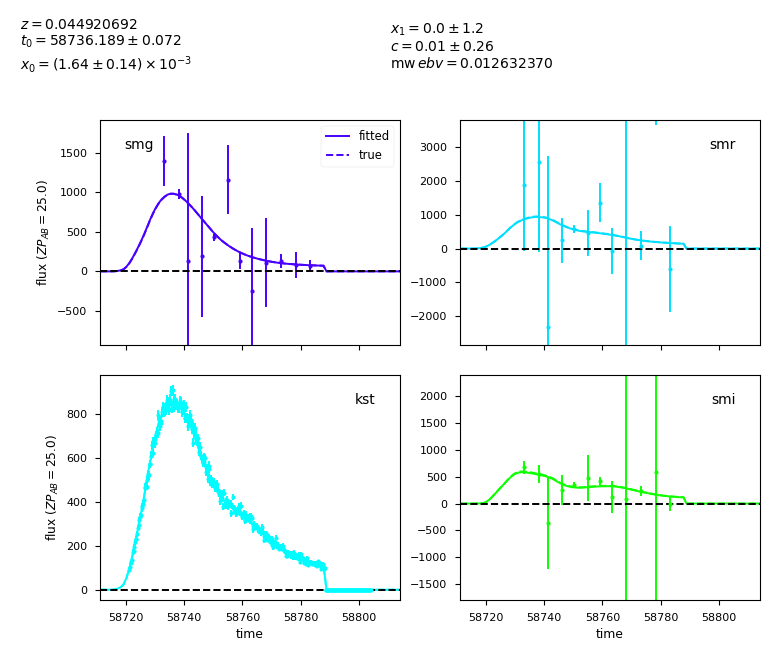 z = 0.044920692
t₀ = 58736.189 ± 0.072
x₀ = (1.64 ± 0.14) × 10⁻³
x₁ = 0.0 ± 1.2
c = 0.01 ± 0.26
mw ebv = 0.012632370
smg
fitted
true
1500
1000
500
0
−500
flux (ZP_AB = 25.0)
smr
3000
2000
1000
0
−1000
−2000
kst
800
600
400
200
0
flux (ZP_AB = 25.0)
58720 58740 58760 58780 58800
time
smi
2000
1500
1000
500
0
−500
−1000
−1500
58720 58740 58760 58780 58800
time